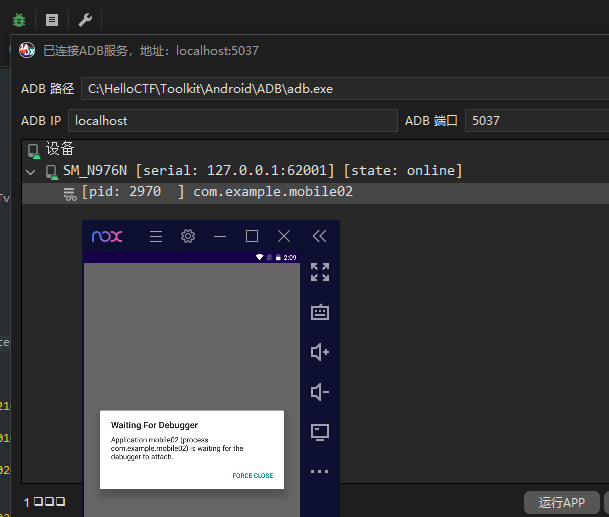 已连接ADB服务，地址：localhost:5037
ADB 路径 C:\HelloCTF\Toolkit\Android\ADB\adb.exe
ADB IP localhost ADB 端口 5037
设备
SM_N976N [serial: 127.0.0.1:62001] [state: online]
[pid: 2970 ] com.example.mobile02
nox
2:09
Waiting For Debugger
Application mobile02 (process
com.example.mobile02) is waiting for the
debugger to attach.
FORCE CLOSE
1 □□□
运行APP